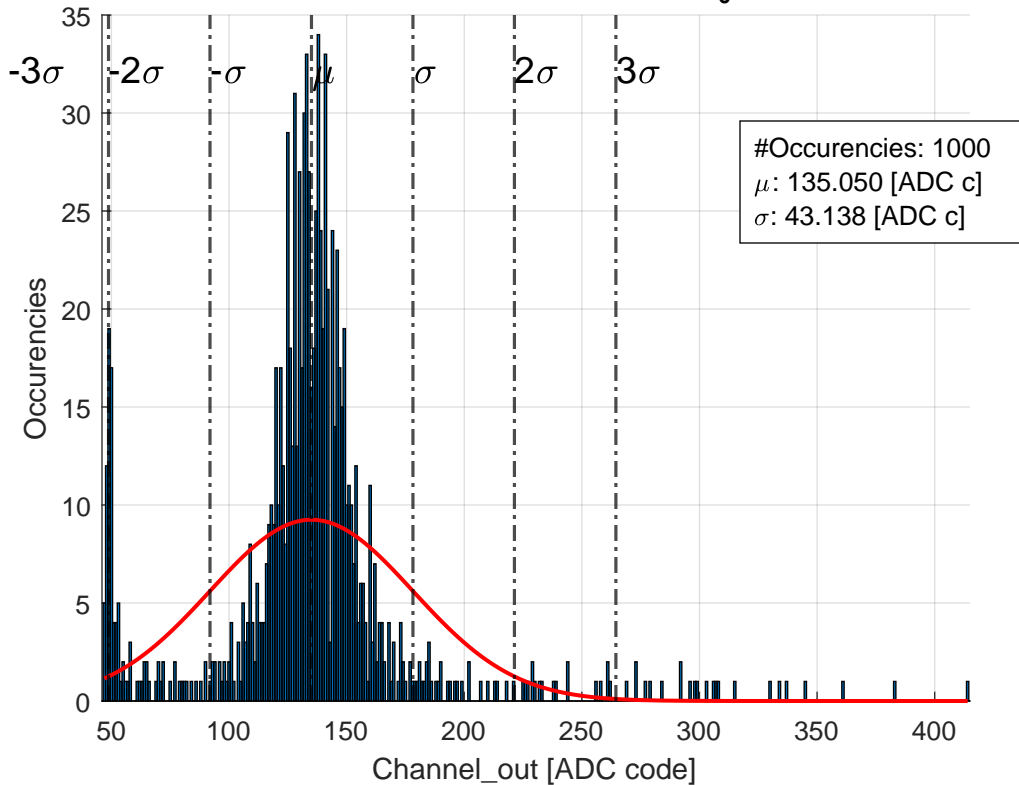 35
30
25
20
15
10
5
0
Occurencies
-3σ -2σ -σ μ σ 2σ 3σ
#Occurencies: 1000
μ: 135.050 [ADC c]
σ: 43.138 [ADC c]
50 100 150 200 250 300 350 400
Channel_out [ADC code]